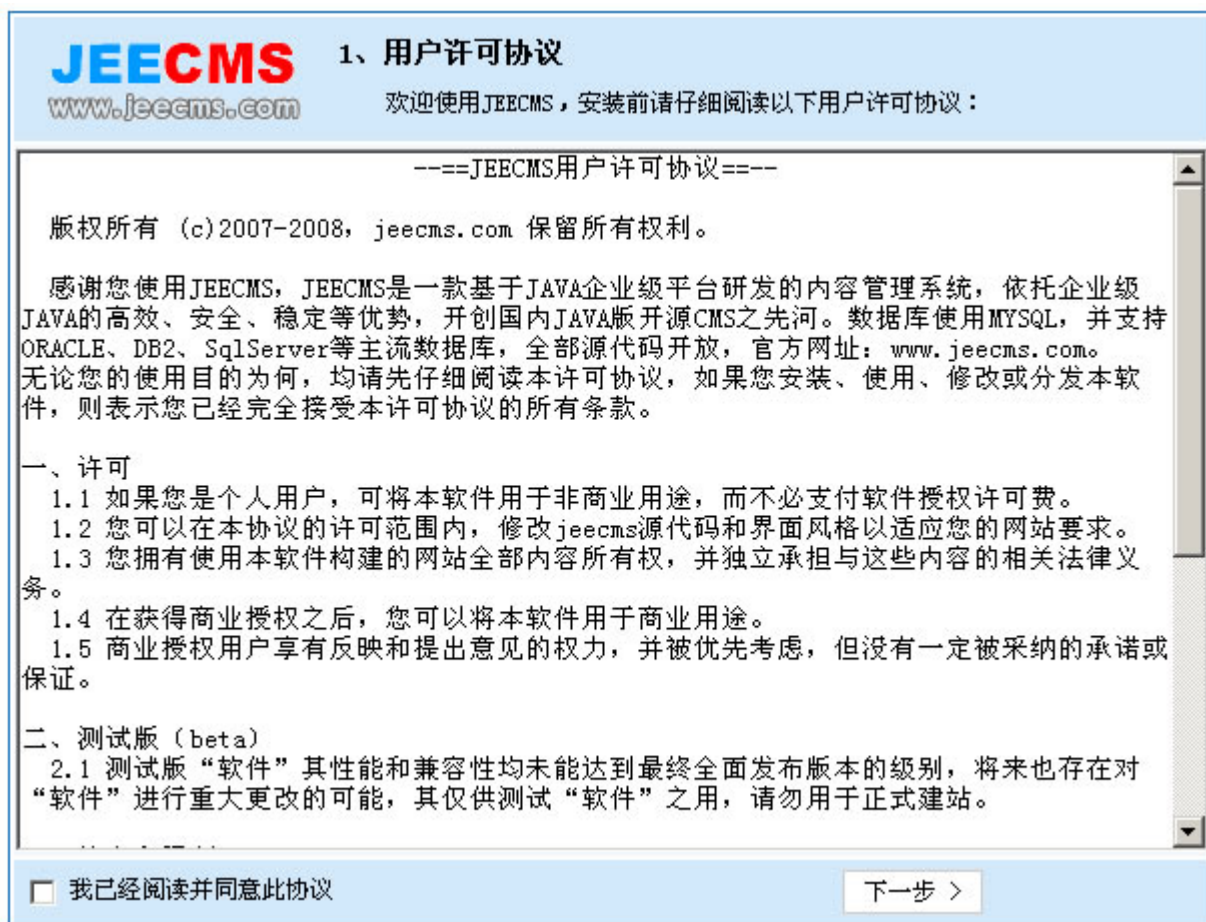 JEECMS
www.jeecms.com
1、用户许可协议
欢迎使用JEECMS，安装前请仔细阅读以下用户许可协议：
--==JEECMS用户许可协议==--
版权所有 (c)2007-2008，jeecms.com 保留所有权利。
感谢您使用JEECMS，JEECMS是一款基于JAVA企业级平台研发的内容管理系统，依托企业级
JAVA的高效、安全、稳定等优势，开创国内JAVA版开源CMS之先河。数据库使用MYSQL，并支持
ORACLE、DB2、SqlServer等主流数据库，全部源代码开放，官方网址：www.jeecms.com。
无论您的使用目的为何，均请先仔细阅读本许可协议，如果您安装、使用、修改或分发本软
件，则表示您已经完全接受本许可协议的所有条款。
一、许可
1.1 如果您是个人用户，可将本软件用于非商业用途，而不必支付软件授权许可费。
1.2 您可以在本协议的许可范围内，修改jeecms源代码和界面风格以适应您的网站要求。
1.3 您拥有使用本软件构建的网站全部内容所有权，并独立承担与这些内容的相关法律义
务。
1.4 在获得商业授权之后，您可以将本软件用于商业用途。
1.5 商业授权用户享有反映和提出意见的权力，并被优先考虑，但没有一定被采纳的承诺或
保证。
二、测试版（beta）
2.1 测试版“软件”其性能和兼容性均未能达到最终全面发布版本的级别，将来也存在对
“软件”进行重大更改的可能，其仅供测试“软件”之用，请勿用于正式建站。
我已经阅读并同意此协议
下一步 >